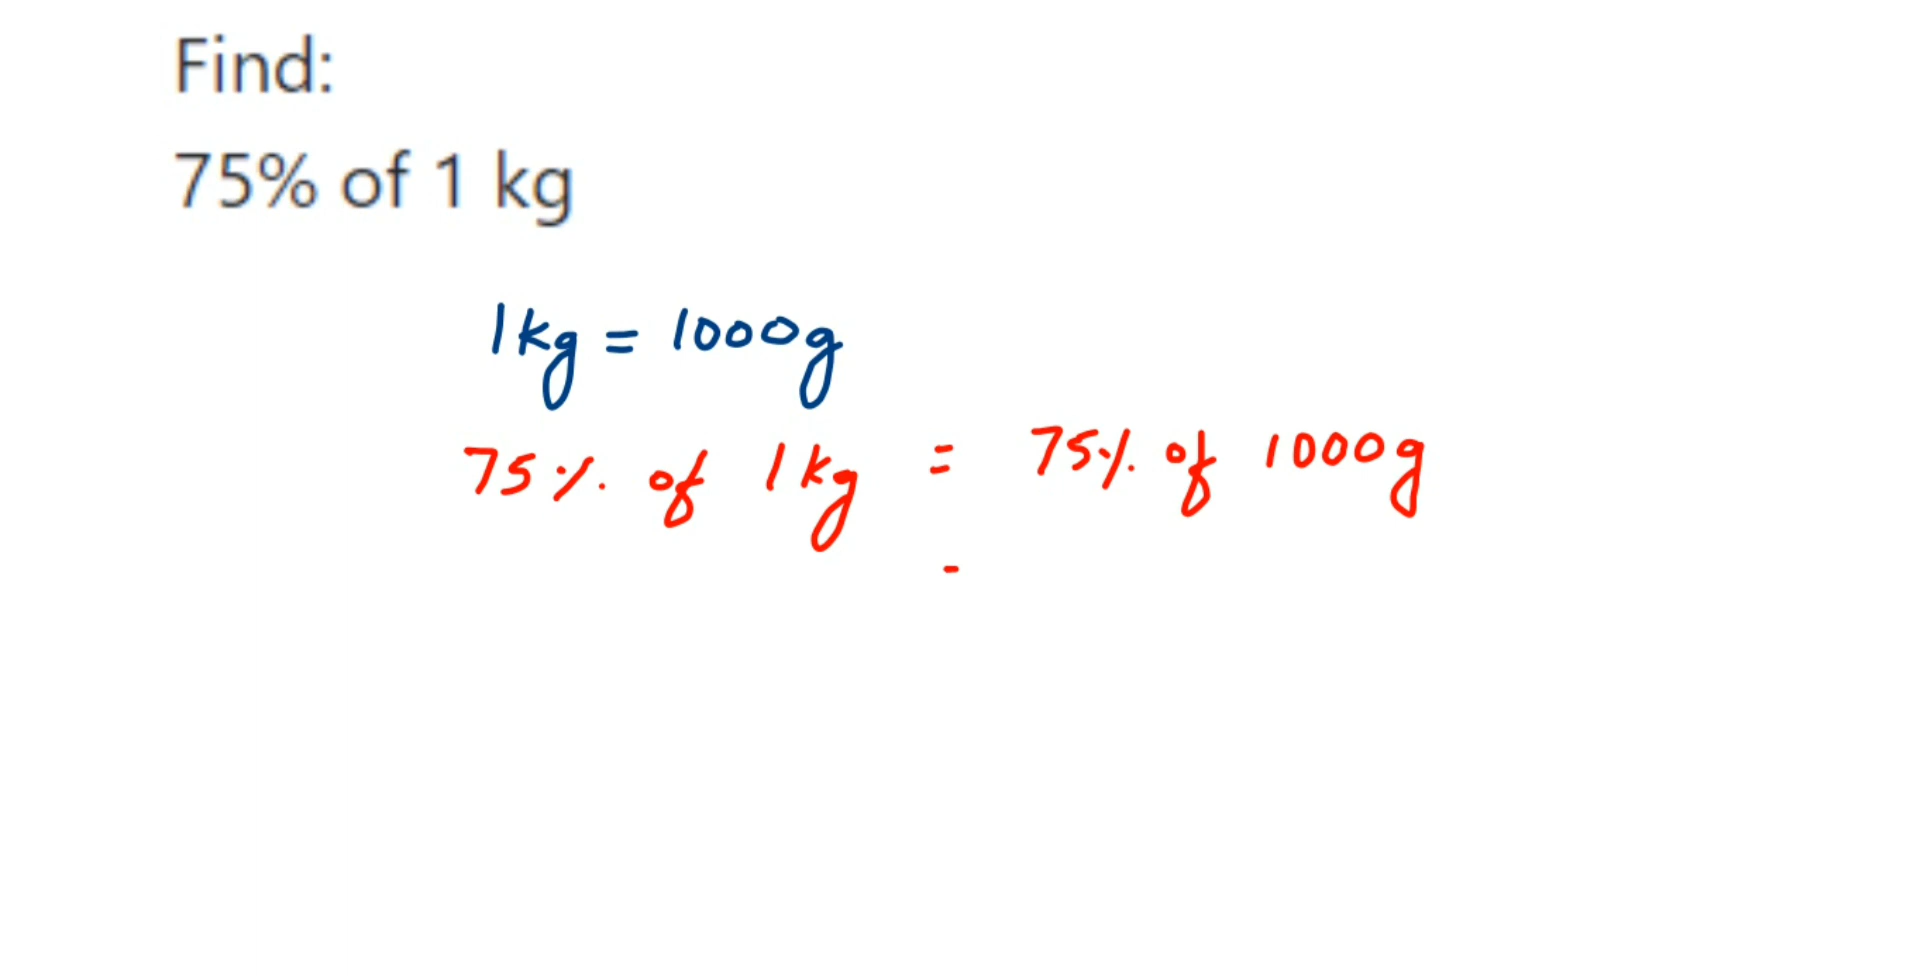 Find:
75% of 1 kg
1kg = 1000g
75% of 1kg = 75% of 1000g
-